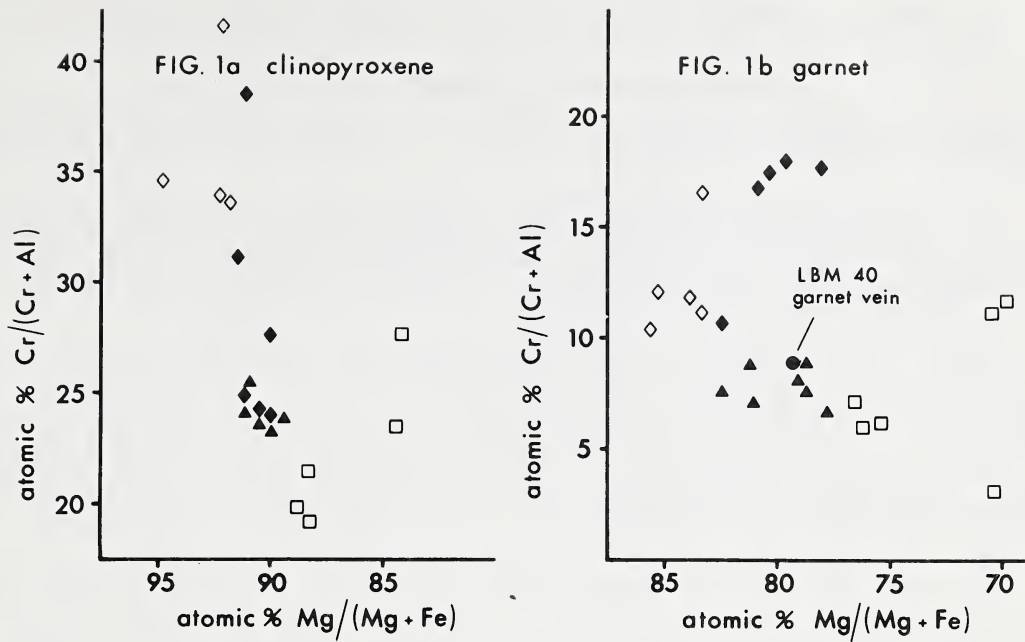 FIG. 1a clinopyroxene
atomic % Cr/(Cr + Al)
40
35
30
25
20
95
90
85
atomic % Mg/(Mg + Fe)
FIG. 1b garnet
atomic % Cr/(Cr + Al)
20
15
10
5
LBM 40
garnet vein
85
80
75
70
atomic % Mg/(Mg + Fe)